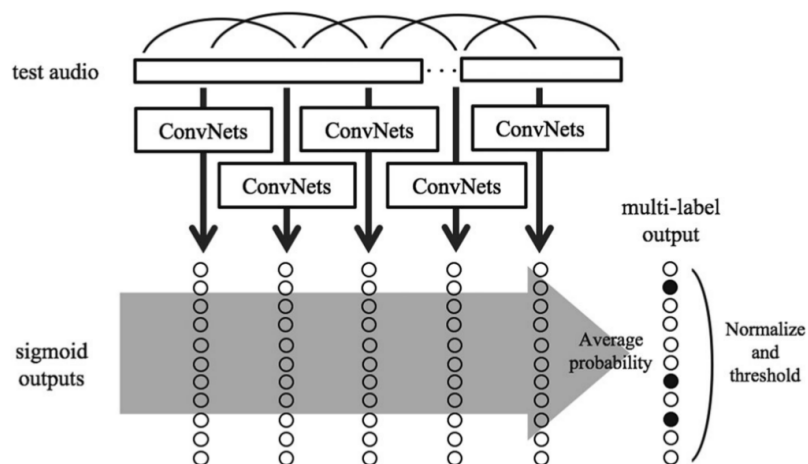 test audio
. . .
ConvNets
ConvNets
ConvNets
ConvNets
ConvNets
multi-label
output
sigmoid
outputs
Average
probability
Normalize
and
threshold